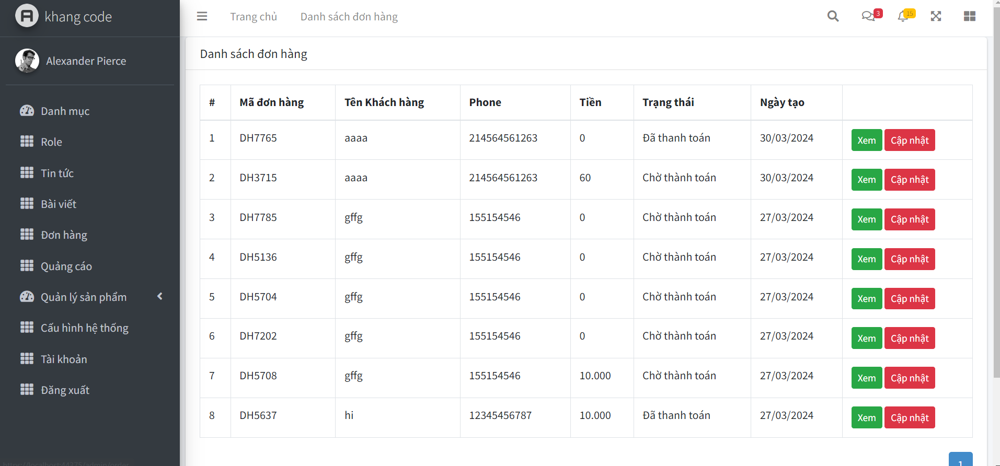 khang code
Trang chủ
Danh sách đơn hàng
3
15
Alexander Pierce
Danh mục
Role
Tin tức
Bài viết
Đơn hàng
Quảng cáo
Quản lý sản phẩm
Cấu hình hệ thống
Tài khoản
Đăng xuất
Danh sách đơn hàng
# Mã đơn hàng Tên Khách hàng Phone Tiền Trạng thái Ngày tạo
1 DH7765 aaaa 214564561263 0 Đã thanh toán 30/03/2024 Xem Cập nhật
2 DH3715 aaaa 214564561263 60 Chờ thành toán 30/03/2024 Xem Cập nhật
3 DH7785 gffg 155154546 0 Chờ thành toán 27/03/2024 Xem Cập nhật
4 DH5136 gffg 155154546 0 Chờ thành toán 27/03/2024 Xem Cập nhật
5 DH5704 gffg 155154546 0 Chờ thành toán 27/03/2024 Xem Cập nhật
6 DH7202 gffg 155154546 0 Chờ thành toán 27/03/2024 Xem Cập nhật
7 DH5708 gffg 155154546 10.000 Chờ thành toán 27/03/2024 Xem Cập nhật
8 DH5637 hi 12345456787 10.000 Đã thanh toán 27/03/2024 Xem Cập nhật
1